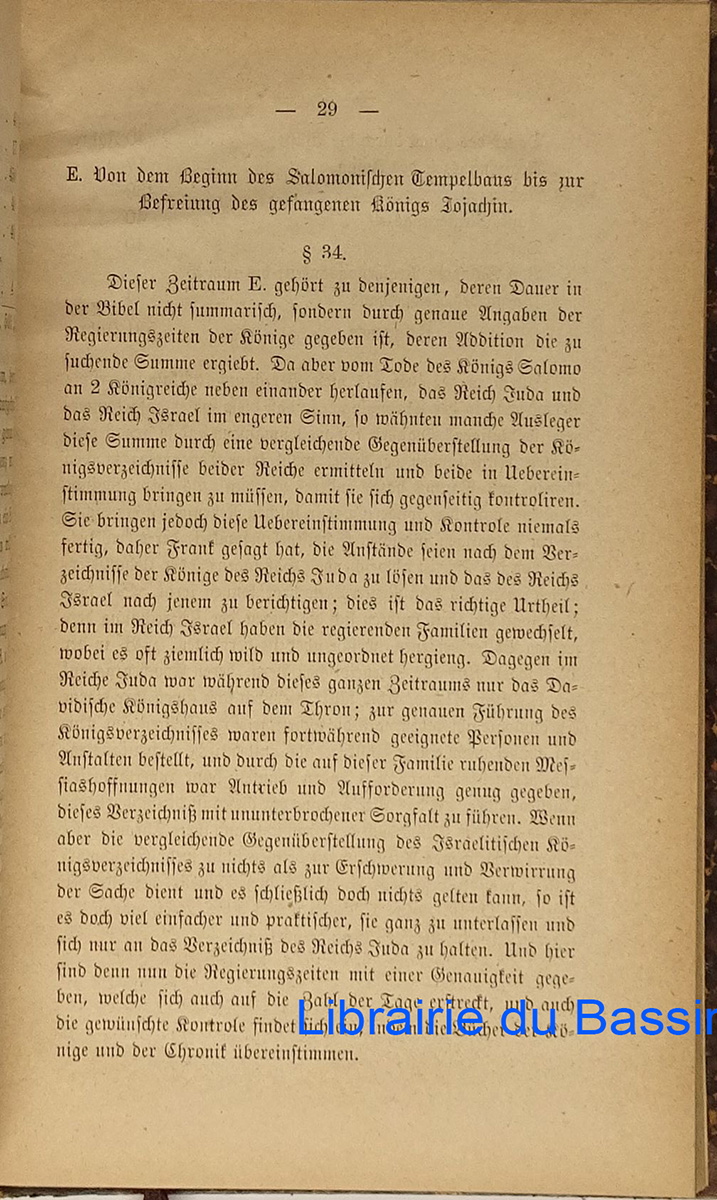 — 29 —
E. Von dem Beginn des Salomonischen Tempelbaus bis zur
Befreiung des gefangenen Königs Jojachin.
§ 34.
Dieser Zeitraum E. gehört zu denjenigen, deren Dauer in
der Bibel nicht summarisch, sondern durch genaue Angaben der
Regierungszeiten der Könige gegeben ist, deren Addition die zu
suchende Summe ergiebt. Da aber vom Tode des Königs Salomo
an 2 Königreiche neben einander herlaufen, das Reich Juda und
das Reich Israel im engeren Sinn, so wähnten manche Ausleger
diese Summe durch eine vergleichende Gegenüberstellung der Kö-
nigsverzeichnisse beider Reiche ermitteln und beide in Ueberein-
stimmung bringen zu müssen, damit sie sich gegenseitig kontroliren.
Sie bringen jedoch diese Uebereinstimmung und Kontrole niemals
fertig, daher Frank gesagt hat, die Anstände seien nach dem Ver-
zeichnisse der Könige des Reichs Juda zu lösen und das des Reichs
Israel nach jenem zu berichtigen; dies ist das richtige Urtheil;
denn im Reich Israel haben die regierenden Familien gewechselt,
wobei es oft ziemlich wild und ungeordnet hergieng. Dagegen im
Reiche Juda war während dieses ganzen Zeitraums nur das Da-
vidische Königshaus auf dem Thron; zur genauen Führung des
Königsverzeichnisses waren fortwährend geeignete Personen und
Anstalten bestellt, und durch die auf dieser Familie ruhenden Mes-
siashoffnungen war Antrieb und Aufforderung genug gegeben,
dieses Verzeichniß mit ununterbrochener Sorgfalt zu führen. Wenn
aber die vergleichende Gegenüberstellung des Israelitischen Kö-
nigsverzeichnisses zu nichts als zur Erschwerung und Verwirrung
der Sache dient und es schließlich doch nichts gelten kann, so ist
es doch viel einfacher und praktischer, sie ganz zu unterlassen und
sich nur an das Verzeichniß des Reichs Juda zu halten. Und hier
sind denn nun die Regierungszeiten mit einer Genauigkeit gege-
ben, welche sich auch auf die Zahl der Tage erstreckt, und auch
die gewünschte Kontrole findet sich ein, indem die Bücher der Kö-
nige und der Chronik übereinstimmen.
Librairie du Bassin